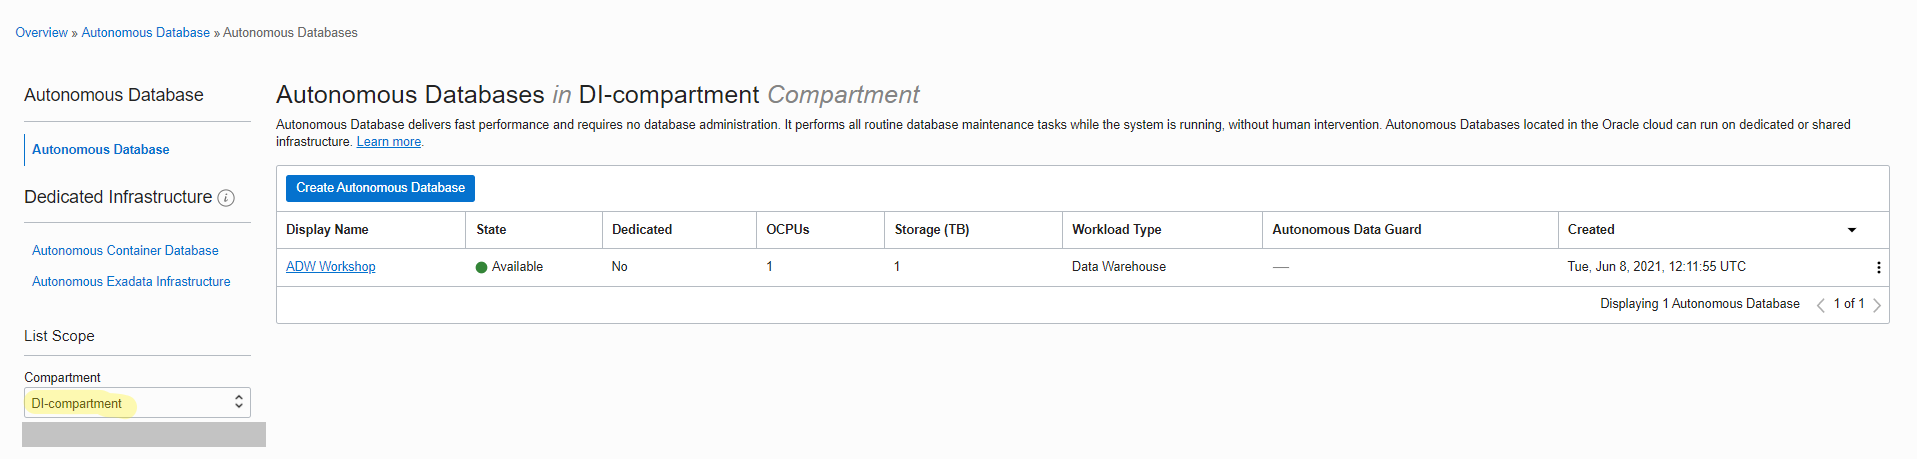 Overview » Autonomous Database » Autonomous Databases
Autonomous Database
Autonomous Database
Dedicated Infrastructure i
Autonomous Container Database
Autonomous Exadata Infrastructure
List Scope
Compartment
DI-compartment
Autonomous Databases in DI-compartment Compartment
Autonomous Database delivers fast performance and requires no database administration. It performs all routine database maintenance tasks while the system is running, without human intervention. Autonomous Databases located in the Oracle cloud can run on dedicated or shared
infrastructure. Learn more.
Create Autonomous Database
Display Name State Dedicated OCPUs Storage (TB) Workload Type Autonomous Data Guard Created
ADW Workshop Available No 1 1 Data Warehouse — Tue, Jun 8, 2021, 12:11:55 UTC
Displaying 1 Autonomous Database < 1 of 1 >